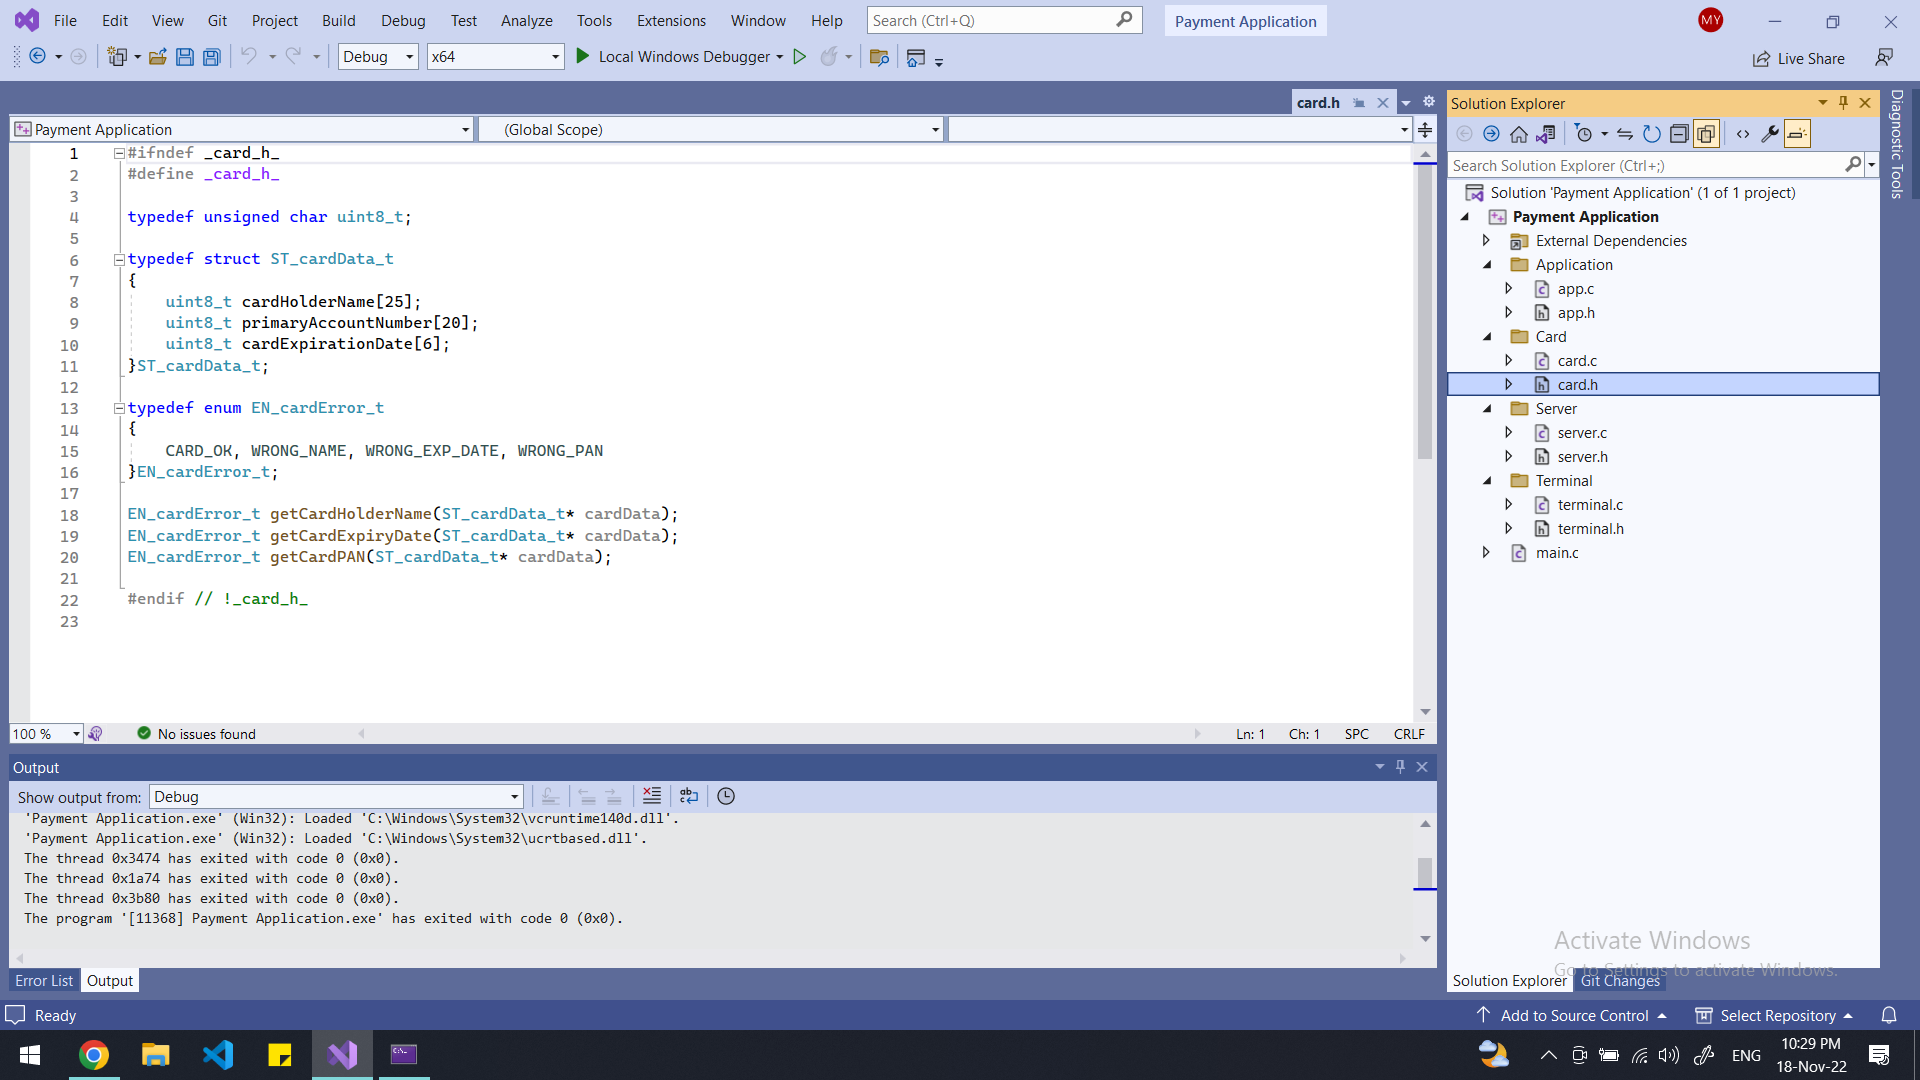 File Edit View Git Project Build Debug Test Analyze Tools Extensions Window Help Search (Ctrl+Q) Payment Application MY
Debug x64 Local Windows Debugger Live Share
card.h
Payment Application (Global Scope)
1 #ifndef _card_h_
2 #define _card_h_
3
4 typedef unsigned char uint8_t;
5
6 typedef struct ST_cardData_t
7 {
8 uint8_t cardHolderName[25];
9 uint8_t primaryAccountNumber[20];
10 uint8_t cardExpirationDate[6];
11 }ST_cardData_t;
12
13 typedef enum EN_cardError_t
14 {
15 CARD_OK, WRONG_NAME, WRONG_EXP_DATE, WRONG_PAN
16 }EN_cardError_t;
17
18 EN_cardError_t getCardHolderName(ST_cardData_t* cardData);
19 EN_cardError_t getCardExpiryDate(ST_cardData_t* cardData);
20 EN_cardError_t getCardPAN(ST_cardData_t* cardData);
21
22 #endif // !_card_h_
23
100 % No issues found Ln: 1 Ch: 1 SPC CRLF
Output
Show output from: Debug
'Payment Application.exe' (Win32): Loaded 'C:\Windows\System32\vcruntime140d.dll'.
'Payment Application.exe' (Win32): Loaded 'C:\Windows\System32\ucrtbased.dll'.
The thread 0x3474 has exited with code 0 (0x0).
The thread 0x1a74 has exited with code 0 (0x0).
The thread 0x3b80 has exited with code 0 (0x0).
The program '[11368] Payment Application.exe' has exited with code 0 (0x0).
Error List Output
Solution Explorer
Search Solution Explorer (Ctrl+;)
Solution 'Payment Application' (1 of 1 project)
Payment Application
External Dependencies
Application
app.c
app.h
Card
card.c
card.h
Server
server.c
server.h
Terminal
terminal.c
terminal.h
main.c
Activate Windows
Go to Settings to activate Windows.
Solution Explorer Git Changes
Diagnostic Tools
Ready Add to Source Control Select Repository
ENG 10:29 PM
18-Nov-22